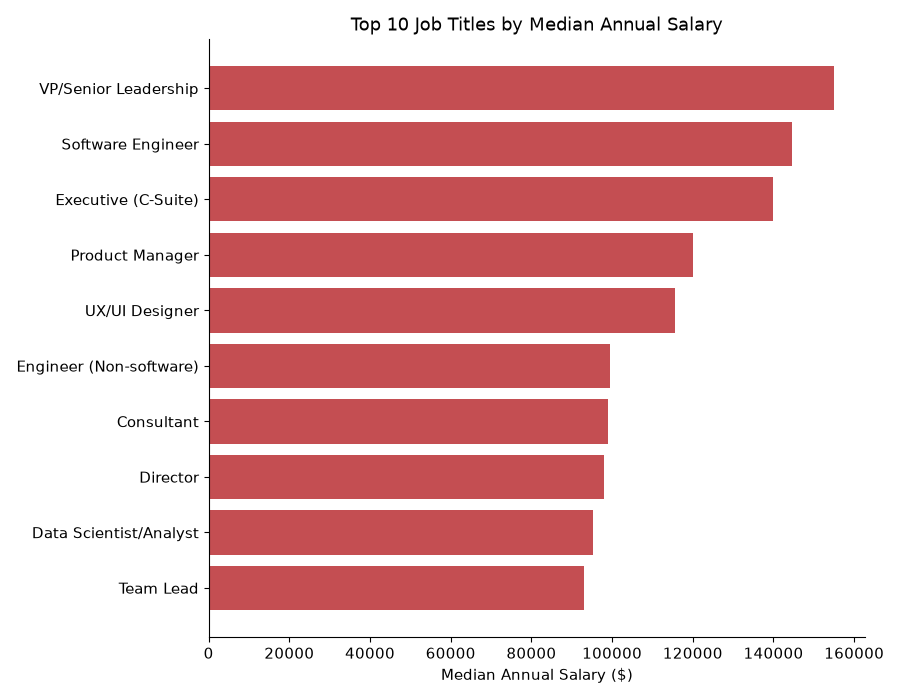 Top 10 Job Titles by Median Annual Salary
VP/Senior Leadership
Software Engineer
Executive (C-Suite)
Product Manager
UX/UI Designer
Engineer (Non-software)
Consultant
Director
Data Scientist/Analyst
Team Lead
0 20000 40000 60000 80000 100000 120000 140000 160000
Median Annual Salary ($)